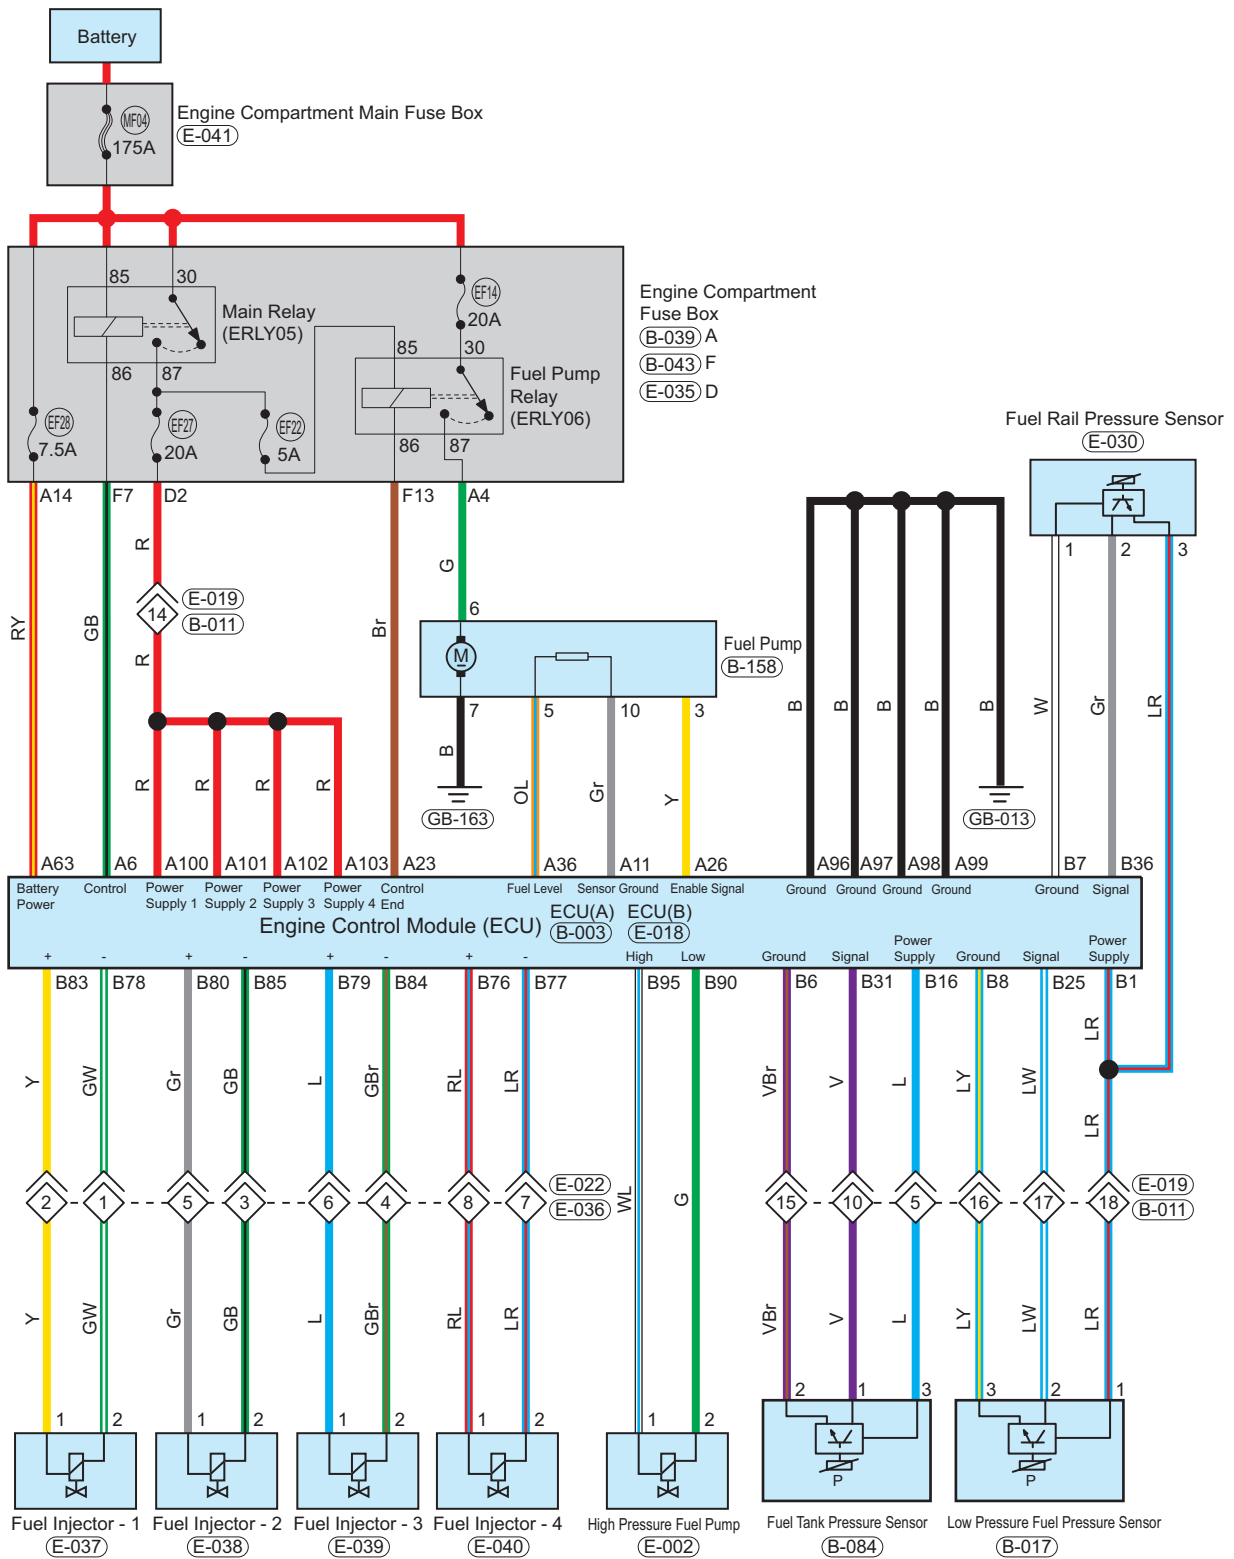 Battery
MF04
175A
Engine Compartment Main Fuse Box
E-041
85 30
Main Relay
(ERLY05)
86 87
EF14
20A
85 30
Fuel Pump
Relay
(ERLY06)
86 87
EF28
7.5A
EF27
20A
EF22
5A
Engine Compartment
Fuse Box
B-039 A
B-043 F
E-035 D
A14 F7 D2 F13 A4
Fuel Rail Pressure Sensor
E-030
1 2 3
R G
14
E-019
B-011
RY GB R Br
6
M
Fuel Pump
B-158
7 5 10 3
B
GB-163
R R R R
OL Gr Y
B B B B B
GB-013
W Gr LR
A63 A6 A100 A101 A102 A103 A23 A36 A11 A26 A96 A97 A98 A99 B7 B36
Battery Power
Control
Power Supply 1
Power Supply 2
Power Supply 3
Power Supply 4
Control End
Fuel Level
Sensor Ground
Enable Signal
Ground Ground Ground Ground
Ground
Signal
Engine Control Module (ECU)
ECU(A)
B-003
ECU(B)
E-018
+ - + - + - + -
High Low
Ground Signal Power Supply
Ground Signal Power Supply
B83 B78 B80 B85 B79 B84 B76 B77 B95 B90 B6 B31 B16 B8 B25 B1
LR
Y GW Gr GB L GBr RL LR VBr V L LY LW LR
2 1 5 3 6 4 8 7
E-022
E-036
WL G
15 10 5 16 17 18
E-019
B-011
Y GW Gr GB L GBr RL LR VBr V L LY LW LR
1 2 1 2 1 2 1 2 1 2 2 1 3 3 2 1
P P
Fuel Injector - 1
E-037
Fuel Injector - 2
E-038
Fuel Injector - 3
E-039
Fuel Injector - 4
E-040
High Pressure Fuel Pump
E-002
Fuel Tank Pressure Sensor
B-084
Low Pressure Fuel Pressure Sensor
B-017